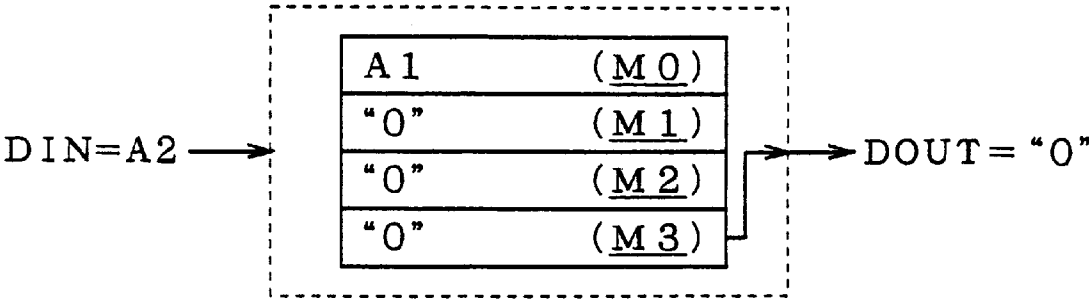 A1 (M0)
“0” (M1)
DIN=A2
DOUT=“0”
“0” (M2)
“0” (M3)